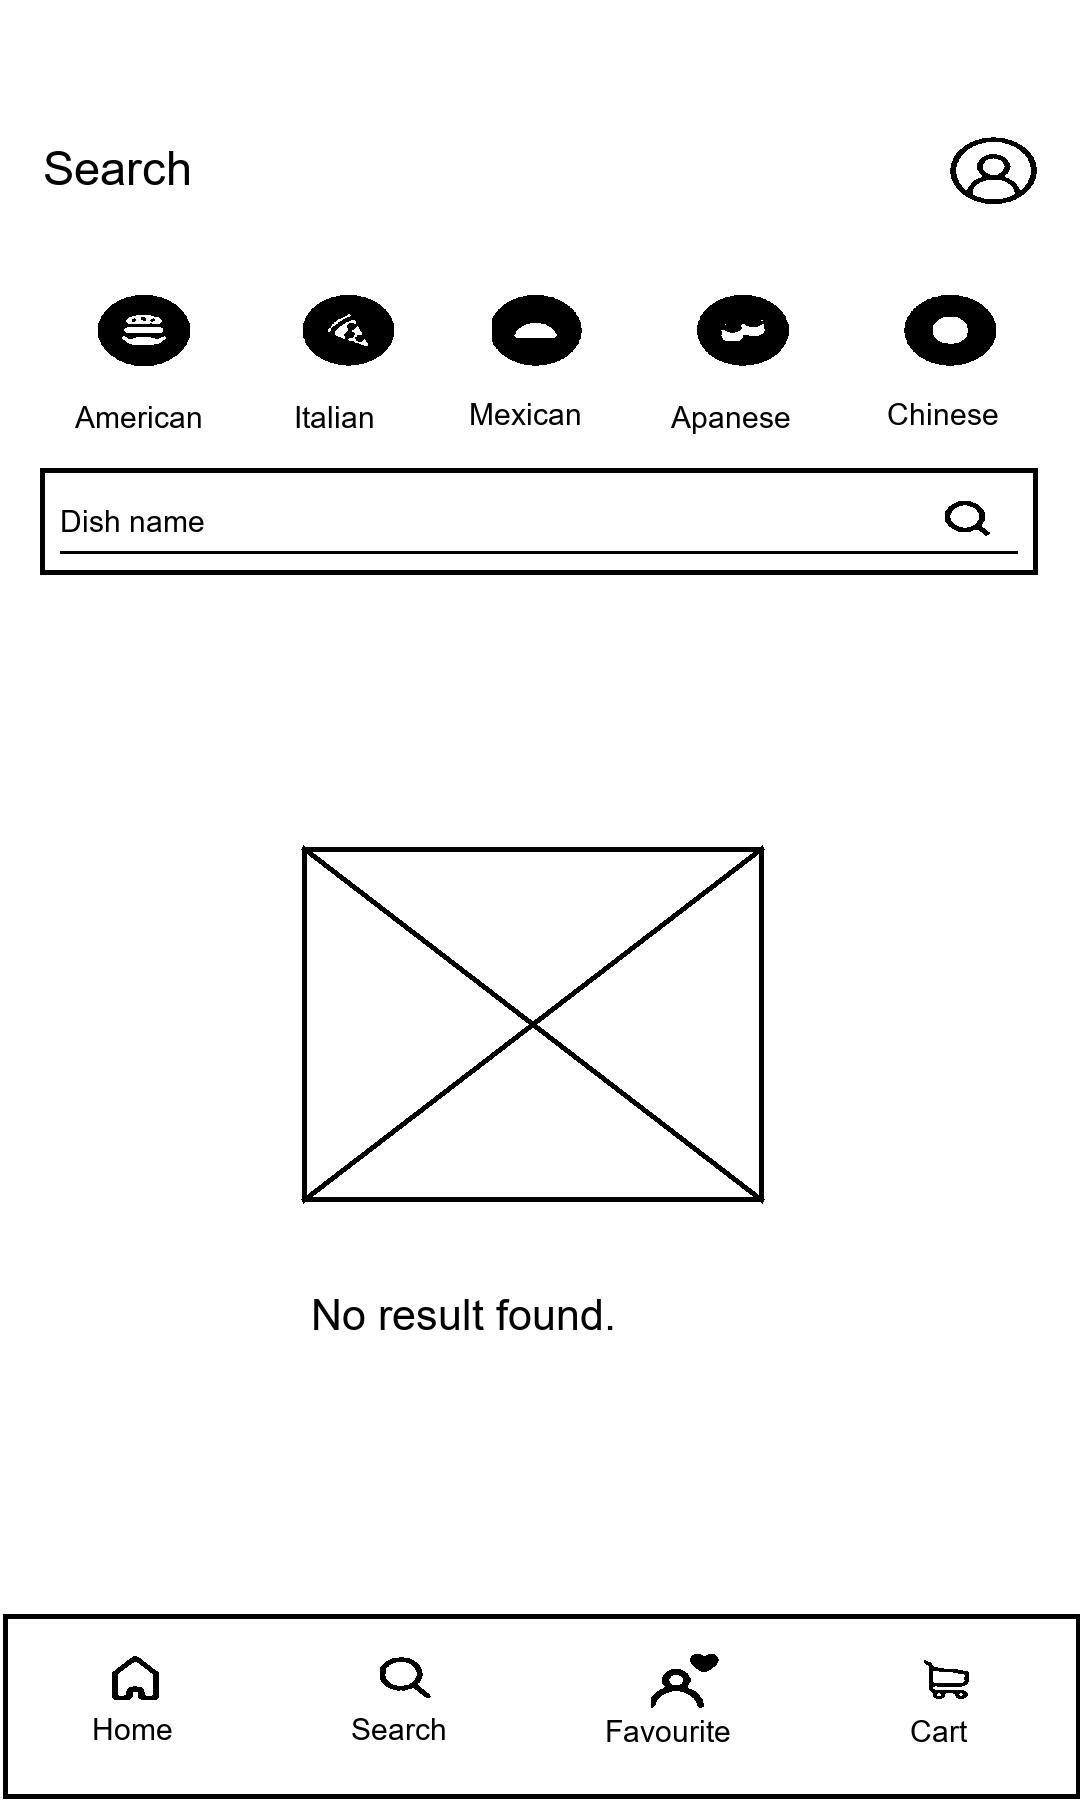 Search
American Italian Mexican Apanese Chinese
Dish name
No result found.
Home Search Favourite Cart